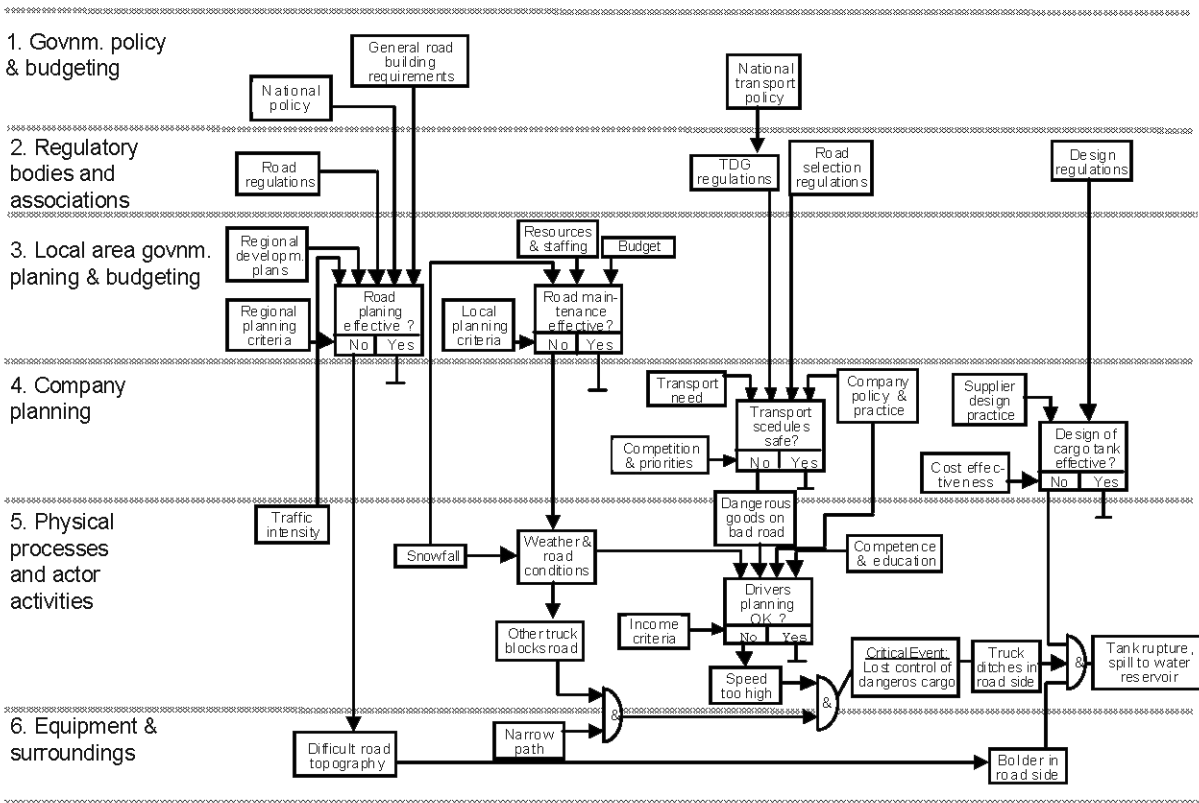 1. Govnm. policy
& budgeting
General road
building
requirements
National
policy
National
transport
policy
2. Regulatory
bodies and
associations
Road
regulations
TDG
regulations
Road
selection
regulations
Design
regulations
3. Local area govnm.
planing & budgeting
Regional
developm.
plans
Regional
planning
criteria
Road
planing
effective ?
No Yes
Resources
& staffing
Budget
Local
planning
criteria
Road main-
tenance
effective?
No Yes
4. Company
planning
Transport
need
Company
policy &
practice
Transport
scedules
safe?
No Yes
Competition
& priorities
Supplier
design
practice
Design of
cargo tank
effective?
No Yes
Cost effec-
tiveness
5. Physical
processes
and actor
activities
Traffic
intensity
Snowfall
Weather &
road
conditions
Dangerous
goods on
bad road
Competence
& education
Drivers
planning
OK ?
No Yes
Income
criteria
Other truck
blocks road
Speed
too high
Critical Event:
Lost control of
dangeros cargo
Truck
ditches in
road side
&
Tank rupture,
spill to water
reservoir
&
&
6. Equipment &
surroundings
Narrow
path
Difficult road
topography
Bolder in
road side